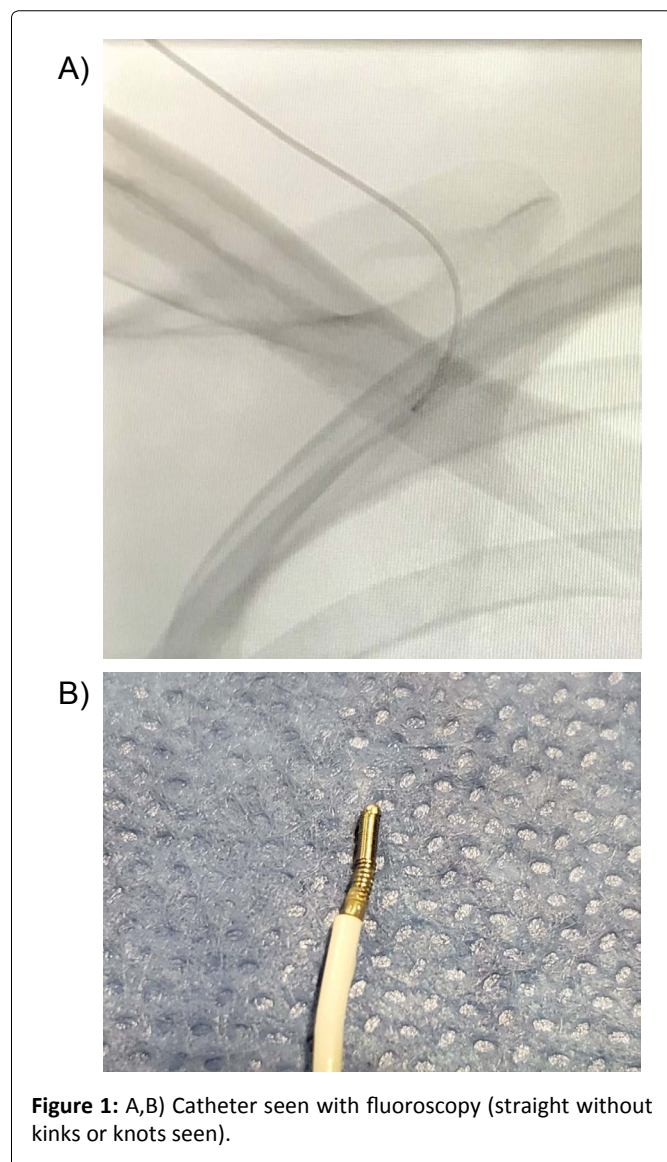 A)
B)
Figure 1: A,B) Catheter seen with fluoroscopy (straight without
kinks or knots seen).